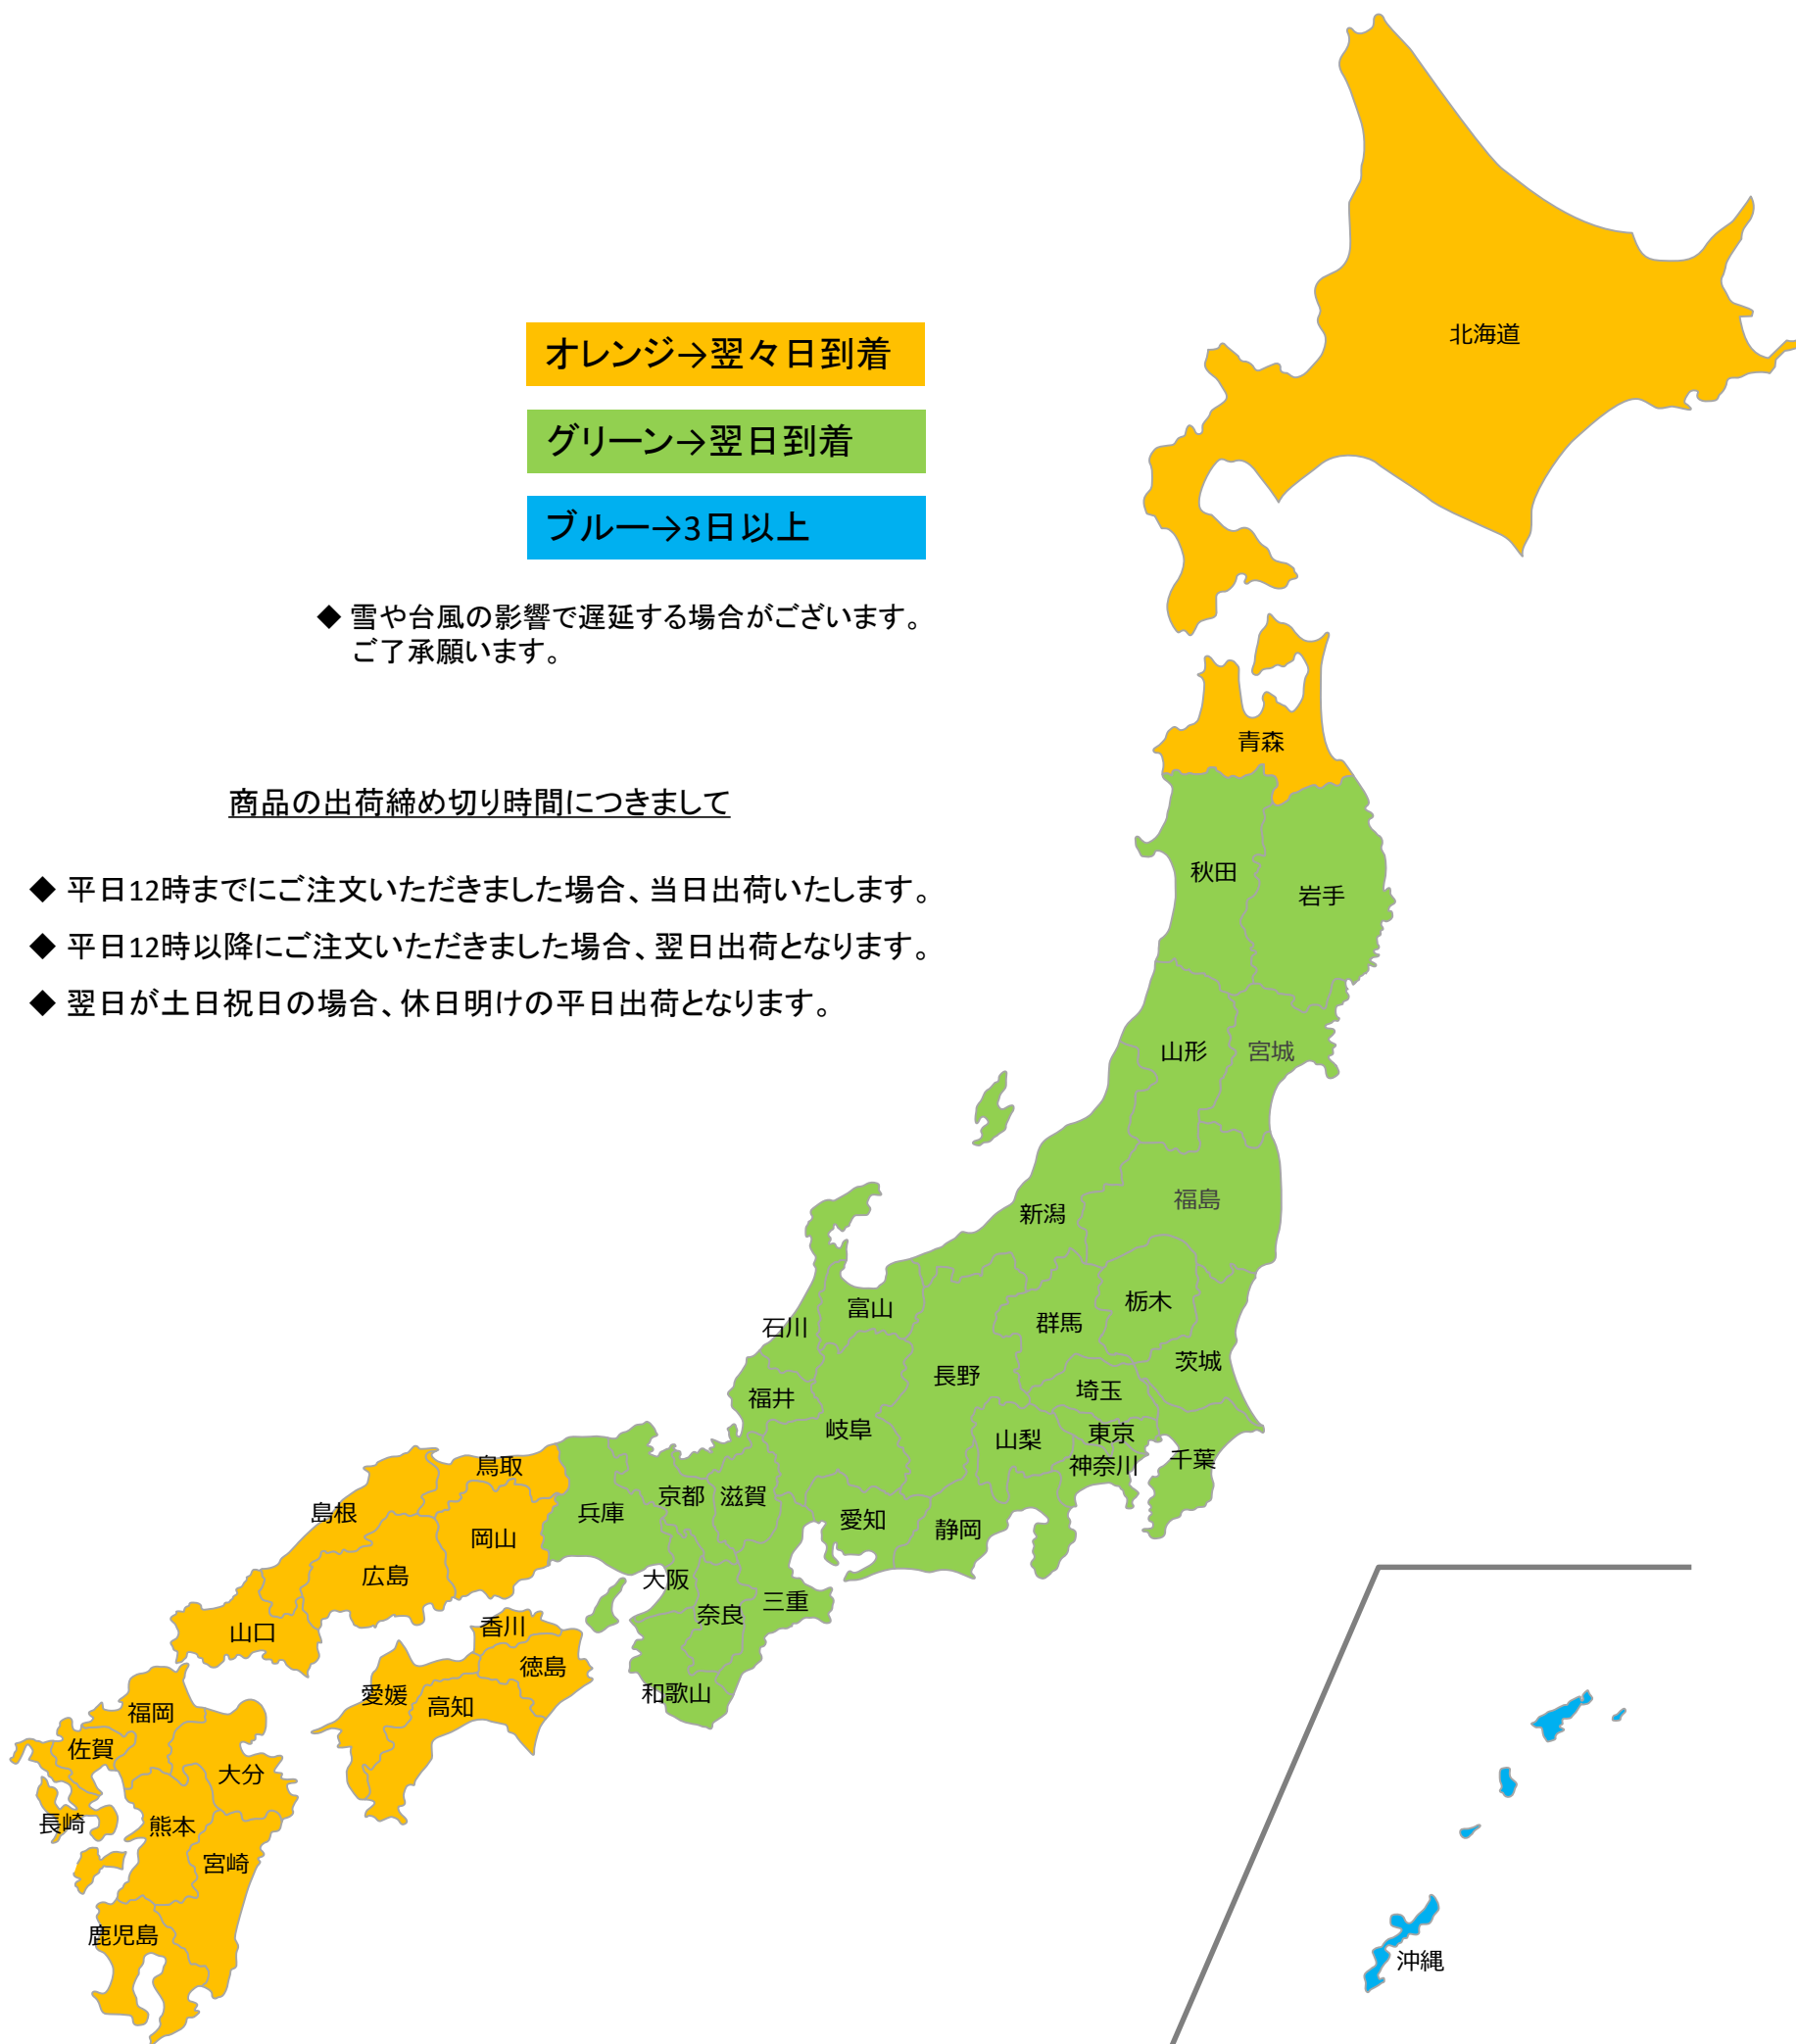 オレンジ→翌々日到着
グリーン→翌日到着
ブルー→3日以上
◆ 雪や台風の影響で遅延する場合がございます。
ご了承願います。
商品の出荷締め切り時間につきまして
◆ 平日12時までにご注文いただきました場合、当日出荷いたします。
◆ 平日12時以降にご注文いただきました場合、翌日出荷となります。
◆ 翌日が土日祝日の場合、休日明けの平日出荷となります。
北海道
青森
秋田
岩手
山形
宮城
福島
新潟
富山
石川
福井
岐阜
長野
群馬
栃木
茨城
埼玉
東京
山梨
神奈川
千葉
静岡
愛知
滋賀
京都
兵庫
大阪
奈良
三重
和歌山
鳥取
島根
岡山
広島
山口
香川
徳島
愛媛
高知
福岡
佐賀
大分
長崎
熊本
宮崎
鹿児島
沖縄